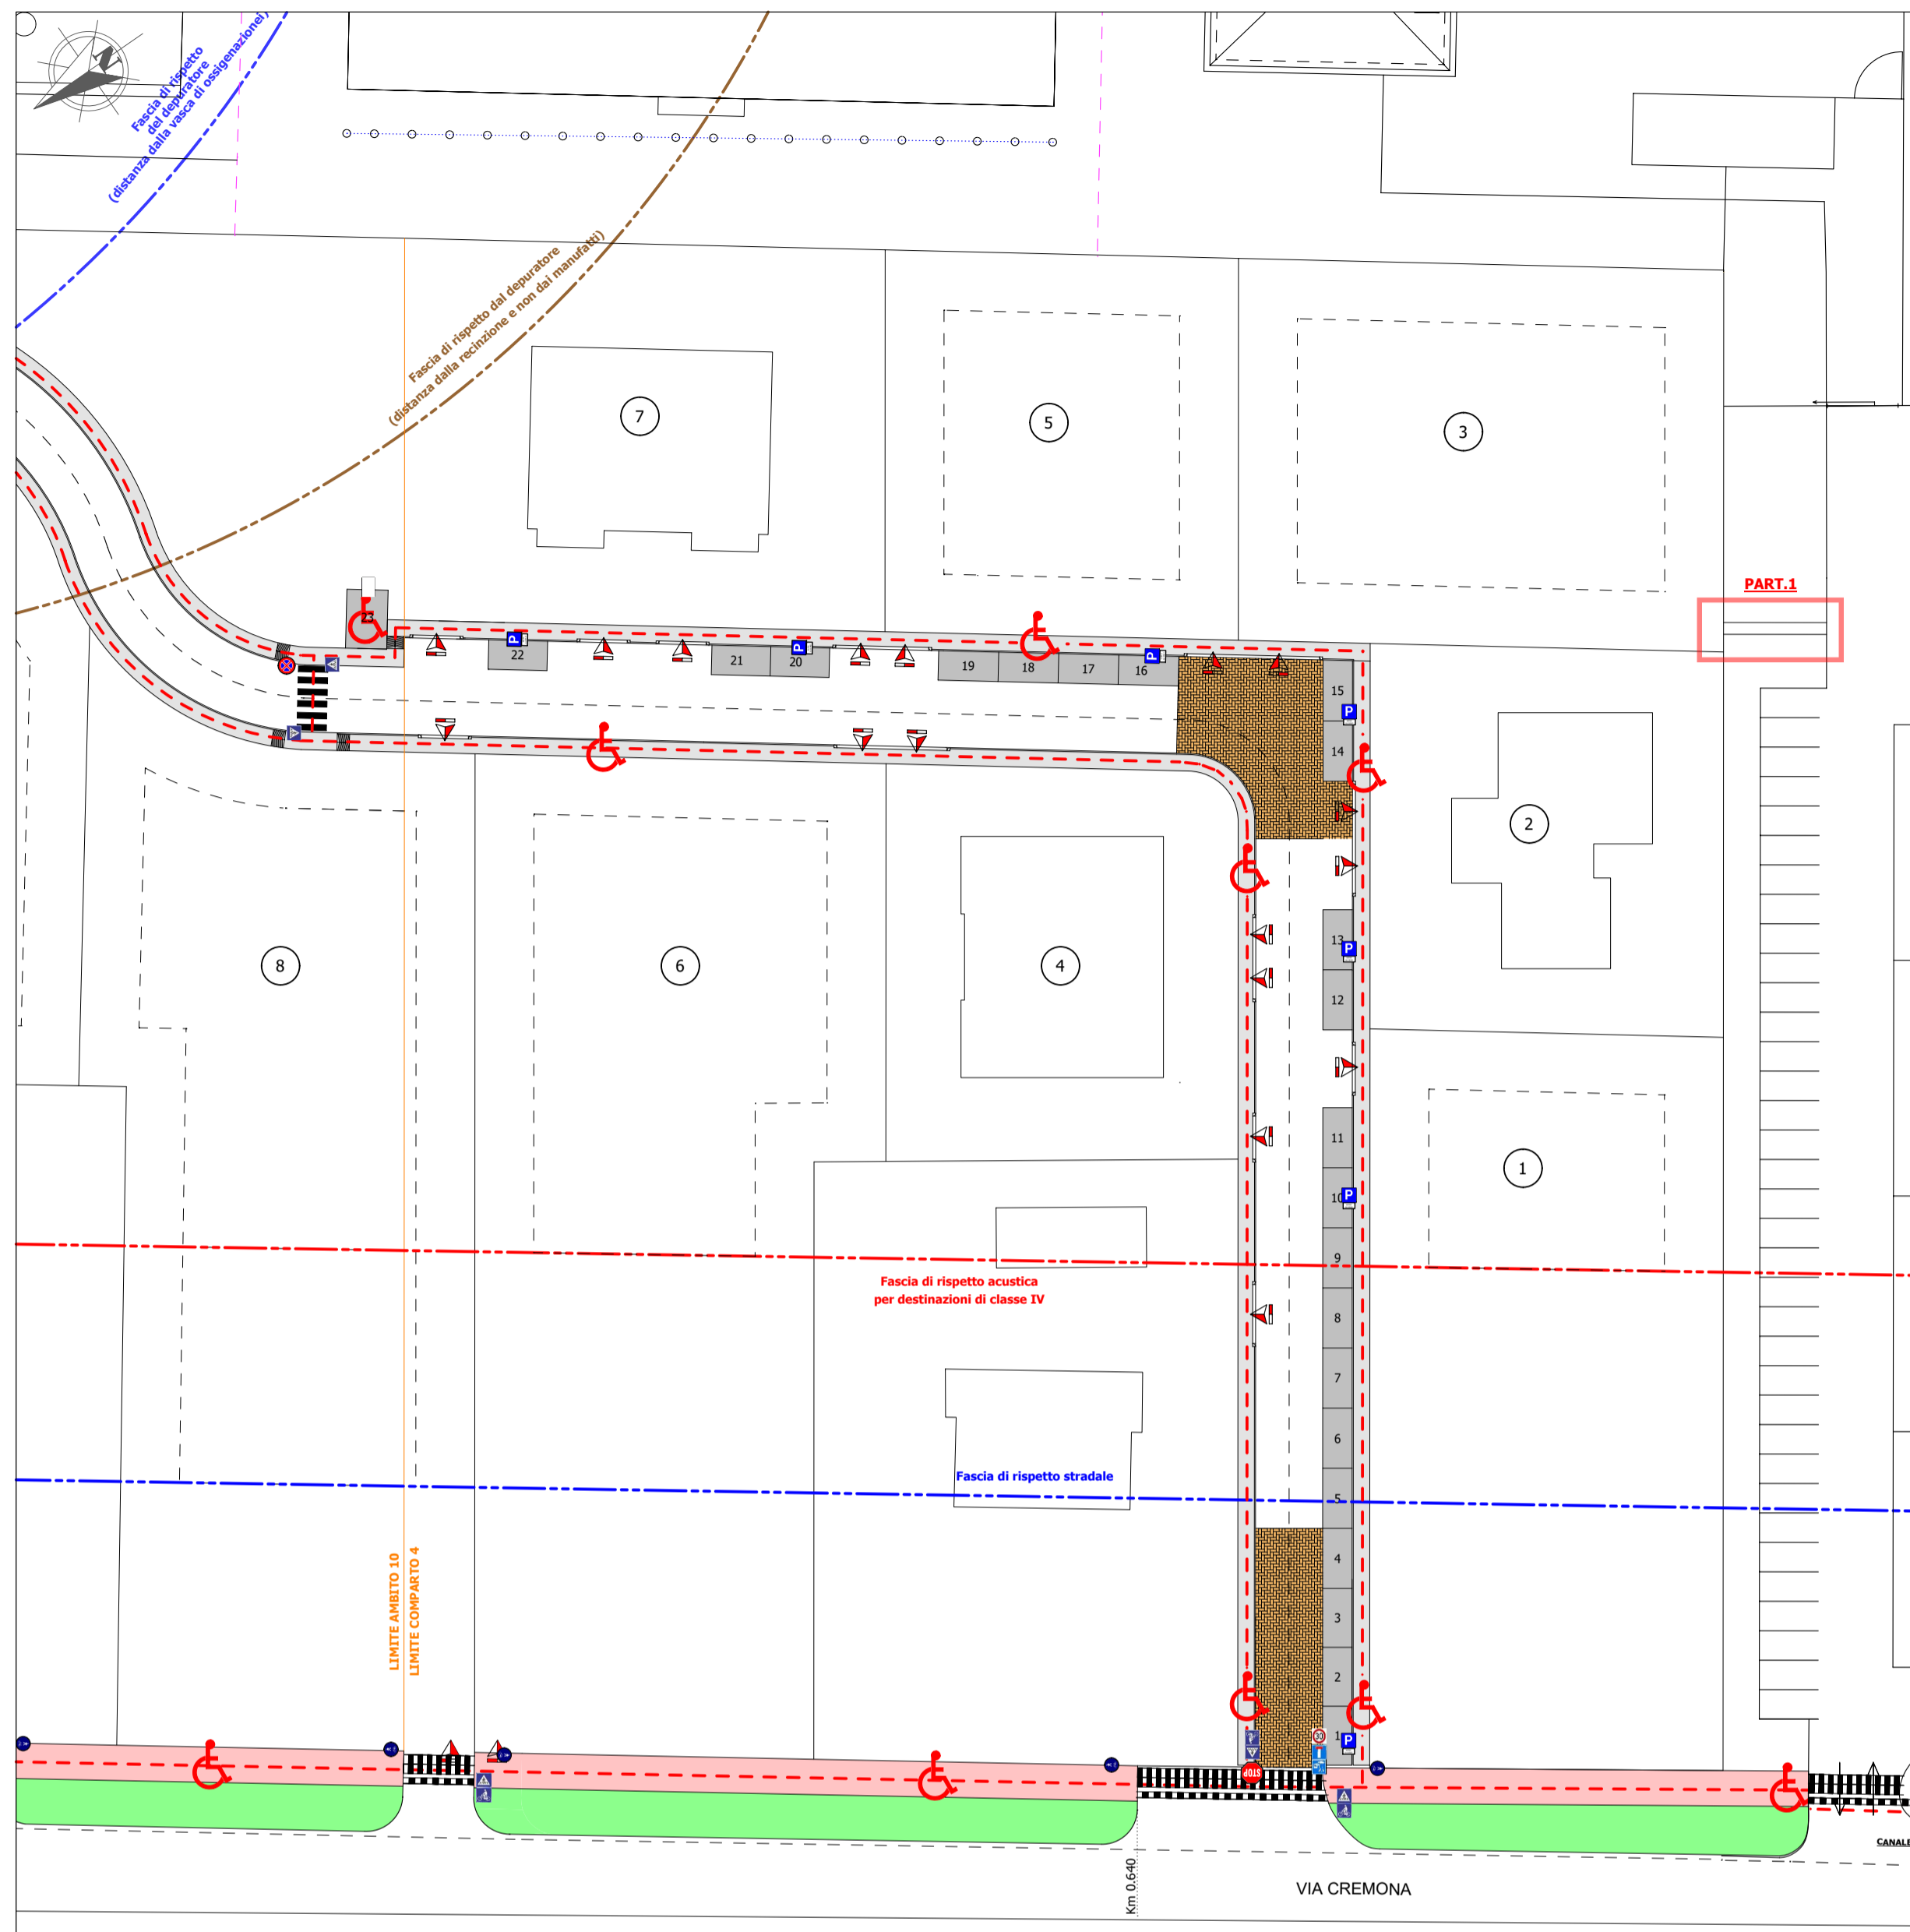 N
Fascia di rispetto
del depuratore
(distanza dalla vasca di ossigenazionei)
Fascia di rispetto dal depuratore
(distanza dalla recinzione e non dai manufatti)
7
5
3
PART.1
23
P
22
21
P
20
19
18
17
P
16
15
P
14
2
8
6
4
13
P
12
11
10
P
1
9
Fascia di rispetto acustica
per destinazioni di classe IV
8
7
6
Fascia di rispetto stradale
5
4
LIMITE AMBITO 10
LIMITE COMPARTO 4
3
2
1
P
30
STOP
CANALE
Km 0.640
VIA CREMONA